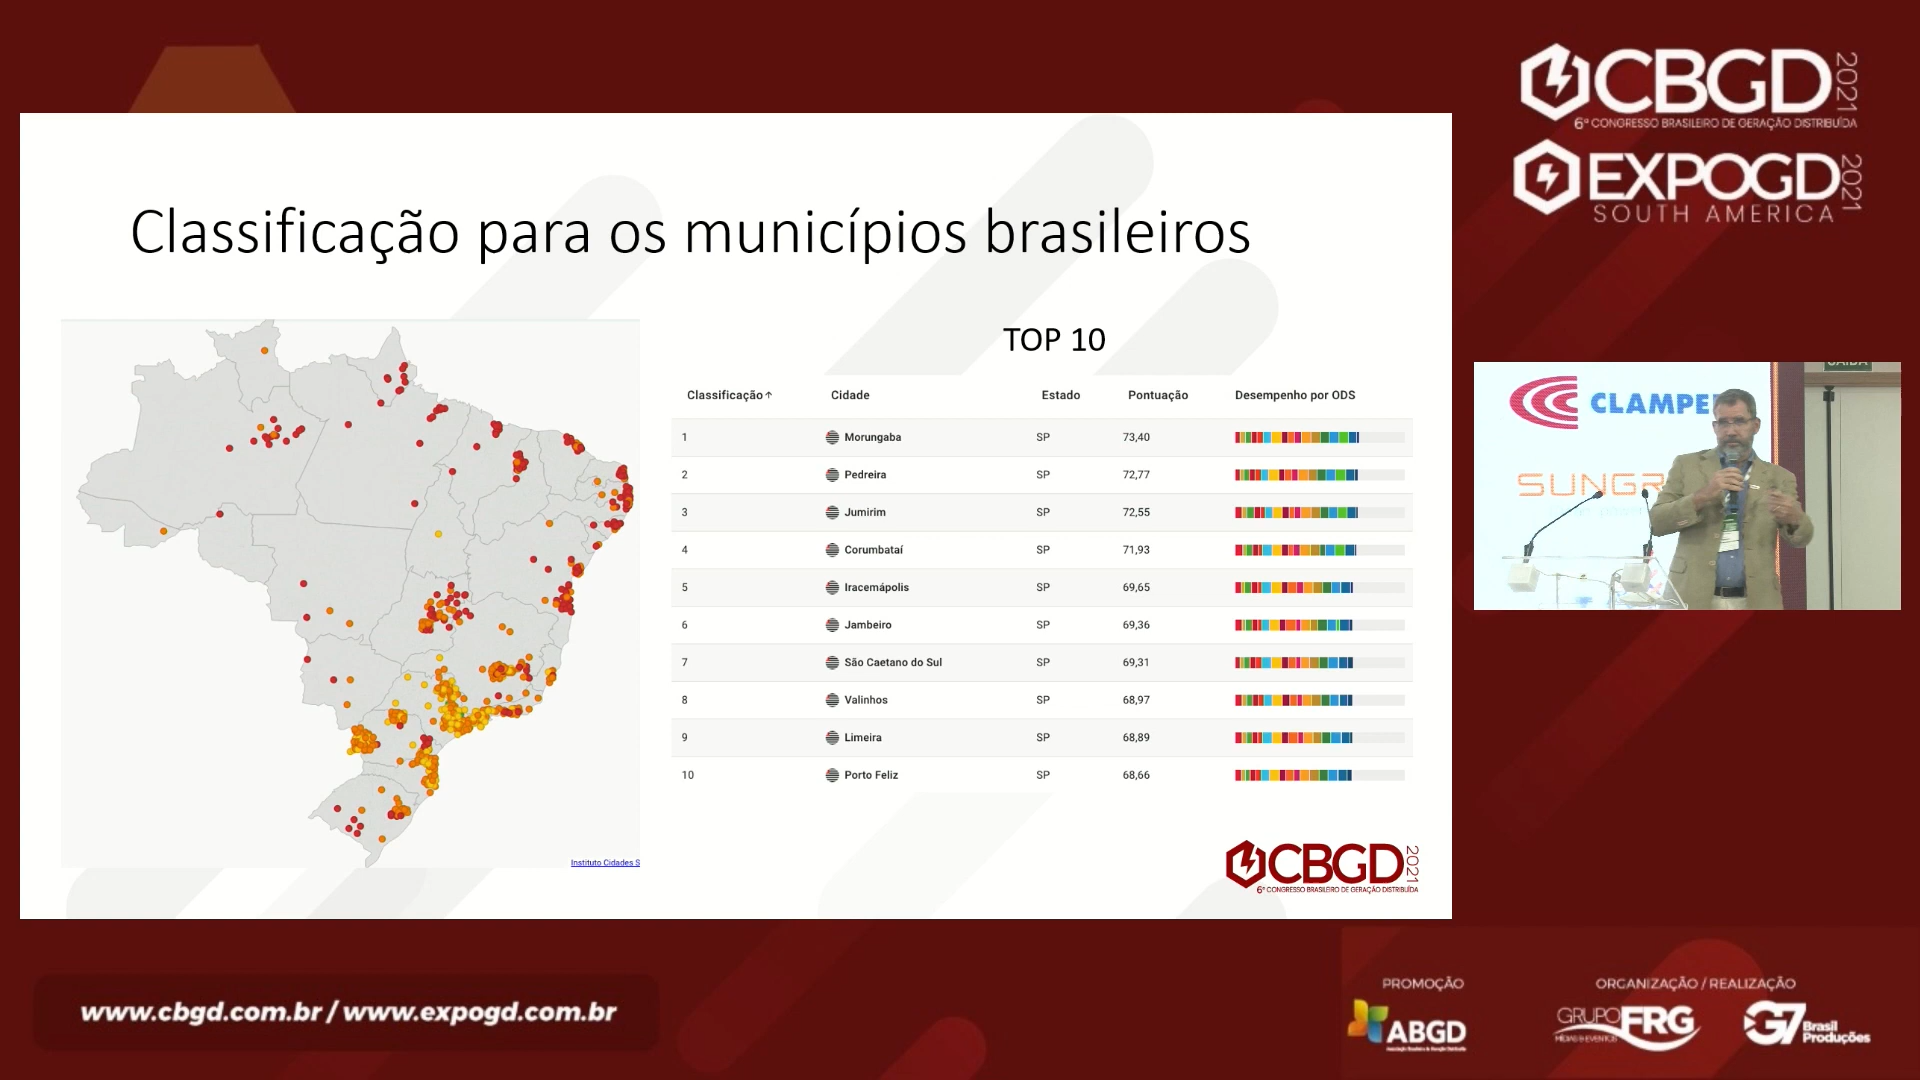 CBGD 2021
6º CONGRESSO BRASILEIRO DE GERAÇÃO DISTRIBUÍDA
EXPOGD 2021
SOUTH AMERICA
Classificação para os municípios brasileiros
TOP 10
Classificação↑ Cidade Estado Pontuação Desempenho por ODS
1 Morungaba SP 73,40
2 Pedreira SP 72,77
3 Jumirim SP 72,55
4 Corumbataí SP 71,93
5 Iracemápolis SP 69,65
6 Jambeiro SP 69,36
7 São Caetano do Sul SP 69,31
8 Valinhos SP 68,97
9 Limeira SP 68,89
10 Porto Feliz SP 68,66
Instituto Cidades S
CBGD 2021
6º CONGRESSO BRASILEIRO DE GERAÇÃO DISTRIBUÍDA
CLAMPE
SUNGR
www.cbgd.com.br / www.expogd.com.br
PROMOÇÃO
ABGD
ORGANIZAÇÃO / REALIZAÇÃO
GRUPO FRG
MÍDIAS & EVENTOS
G7 Brasil Produções